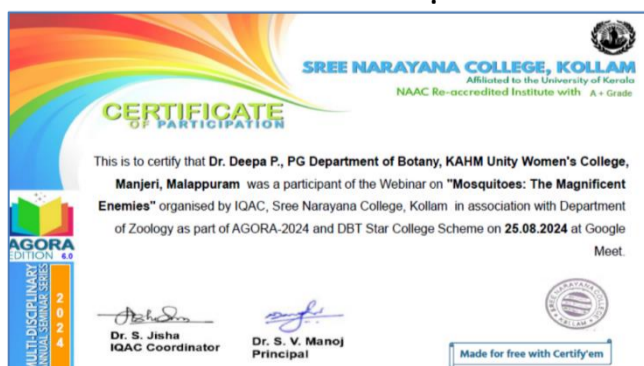 SREE NARAYANA COLLEGE, KOLLAM
Affiliated to the University of Kerala
NAAC Re-accredited Institute with A + Grade
CERTIFICATE
OF PARTICIPATION
This is to certify that Dr. Deepa P., PG Department of Botany, KAHM Unity Women's College,
Manjeri, Malappuram was a participant of the Webinar on "Mosquitoes: The Magnificent
Enemies" organised by IQAC, Sree Narayana College, Kollam in association with Department
of Zoology as part of AGORA-2024 and DBT Star College Scheme on 25.08.2024 at Google
Meet.
AGORA
EDITION 6.0
MULTI-DISCIPLINARY
ANNUAL SEMINAR SERIES
2024
Dr. S. Jisha
IQAC Coordinator
Dr. S. V. Manoj
Principal
SREE NARAYANA COLLEGE
KOLLAM
Made for free with Certify'em